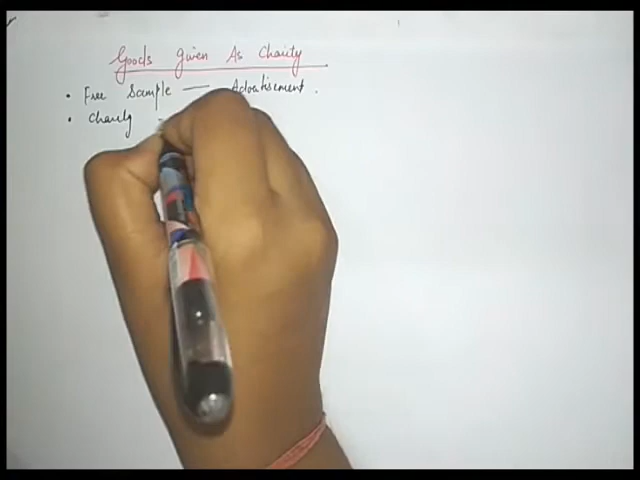 Goods Given As Charity
• Free Sample — Advertisement.
• Charity